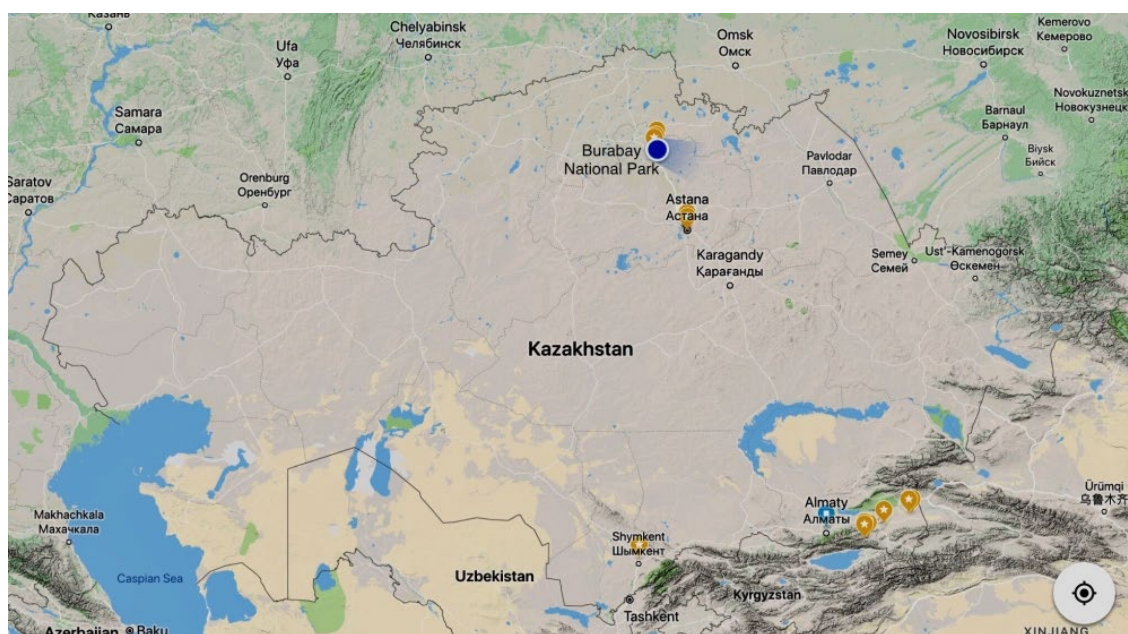 Казань
Chelyabinsk
Челябинск
Ufa
Уфа
Omsk
Омск
Novosibirsk
Новосибирск
Kemerovo
Кемерово
Samara
Самара
Barnaul
Барнаул
Novokuznetsk
Новокузнецк
Burabay
National Park
Pavlodar
Павлодар
Biysk
Бийск
Saratov
Саратов
Orenburg
Оренбург
Astana
Астана
Karagandy
Қарағанды
Semey
Семей
Ust'-Kamenogorsk
Өскемен
Kazakhstan
Almaty
Алматы
Ürümqi
乌鲁木齐
Makhachkala
Махачкала
Shymkent
Шымкент
Caspian Sea
Uzbekistan
Kyrgyzstan
Tashkent
Azerbaijan
Baku
XINJIANG